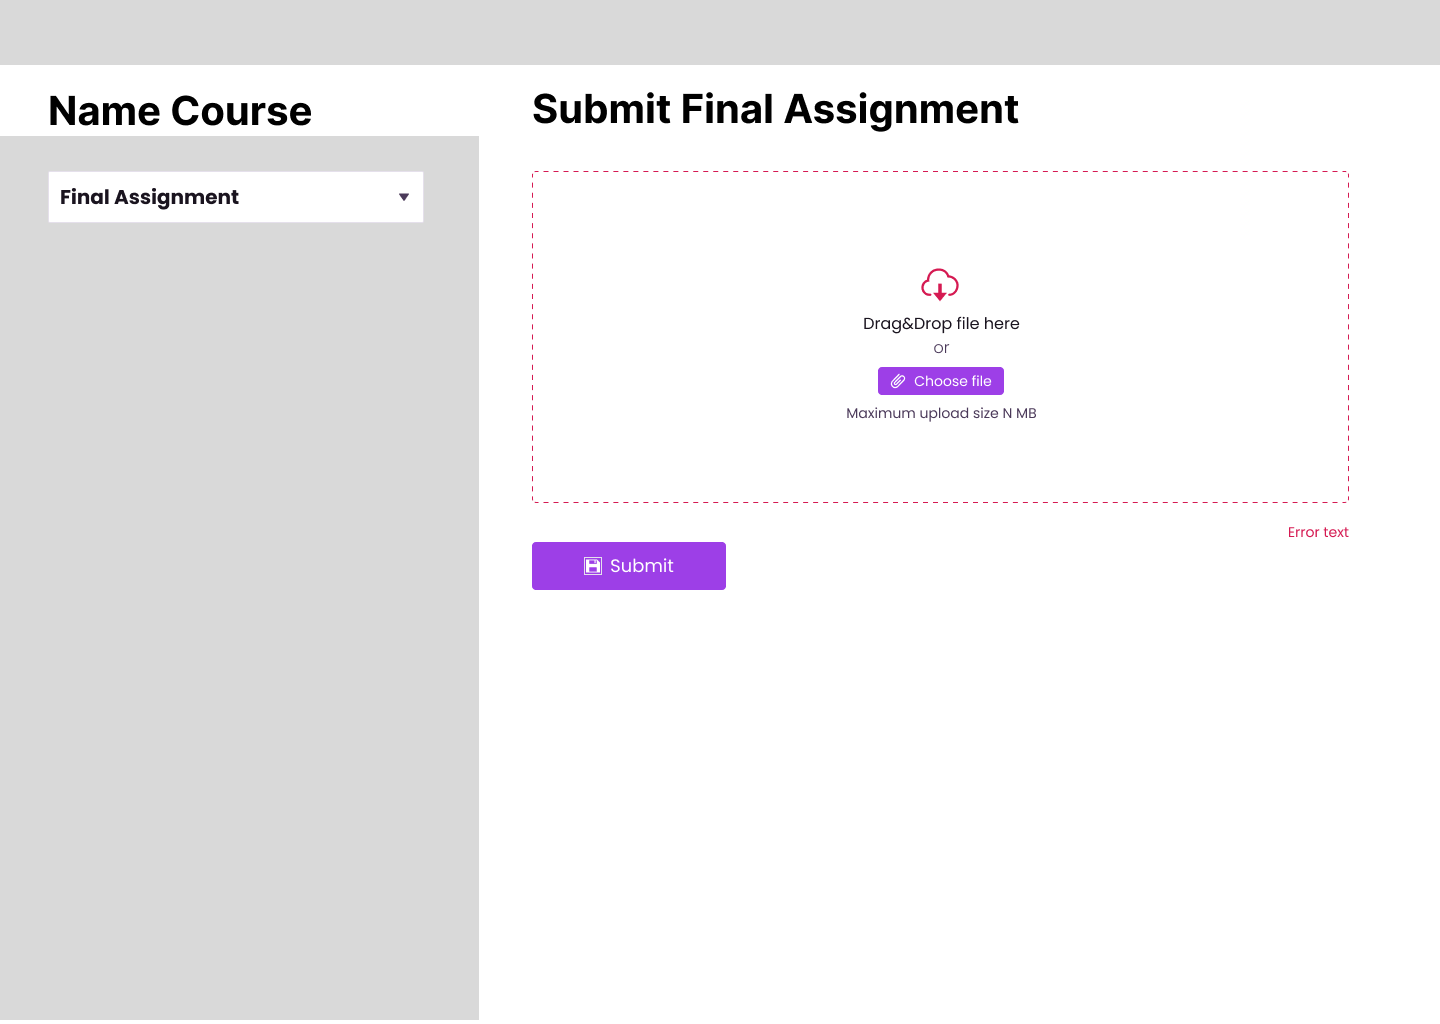 Name Course
Submit Final Assignment
Final Assignment
Drag&Drop file here
or
Choose file
Maximum upload size N MB
Error text
Submit